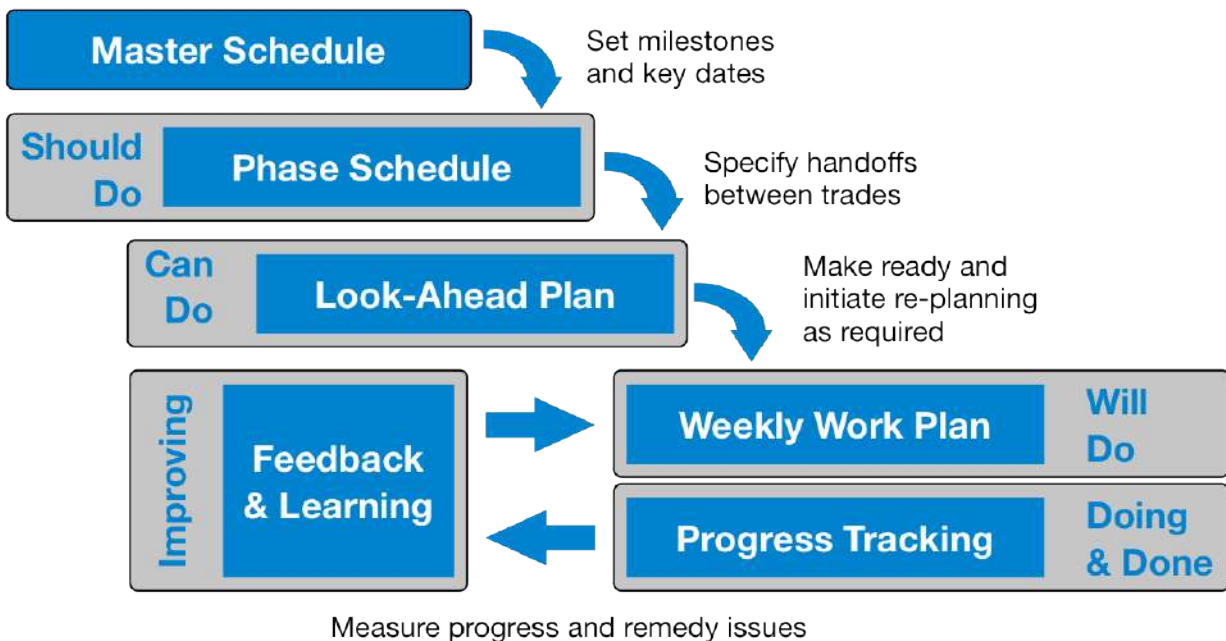 Master Schedule
Set milestones
and key dates
Should
Do
Phase Schedule
Specify handoffs
between trades
Can
Do
Look-Ahead Plan
Make ready and
initiate re-planning
as required
Improving
Feedback
& Learning
Weekly Work Plan
Will
Do
Progress Tracking
Doing
& Done
Measure progress and remedy issues